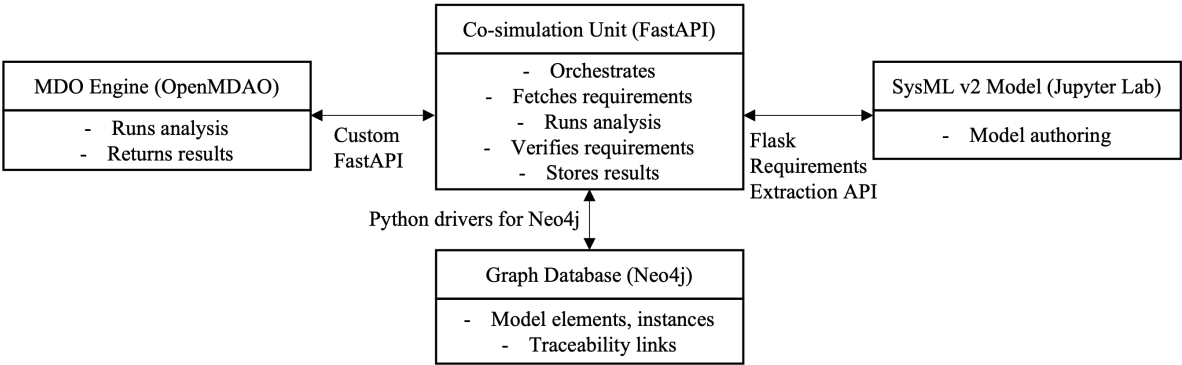 Co-simulation Unit (FastAPI)
- Orchestrates
- Fetches requirements
- Runs analysis
- Verifies requirements
- Stores results
MDO Engine (OpenMDAO)
- Runs analysis
- Returns results
Custom
FastAPI
SysML v2 Model (Jupyter Lab)
- Model authoring
Flask
Requirements
Extraction API
Python drivers for Neo4j
Graph Database (Neo4j)
- Model elements, instances
- Traceability links